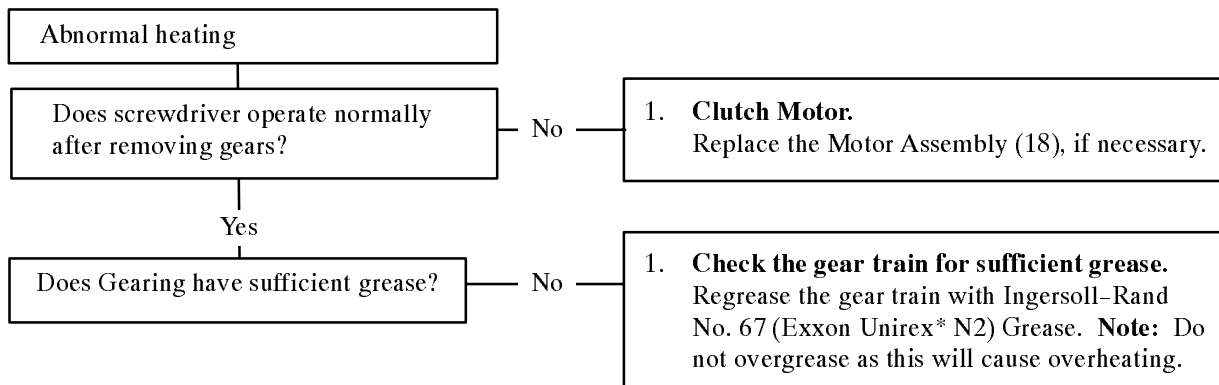 Abnormal heating
Does screwdriver operate normally
after removing gears?
No
1. Clutch Motor.
Replace the Motor Assembly (18), if necessary.
Yes
Does Gearing have sufficient grease?
No
1. Check the gear train for sufficient grease.
Regrease the gear train with Ingersoll–Rand
No. 67 (Exxon Unirex* N2) Grease. Note: Do
not overgrease as this will cause overheating.